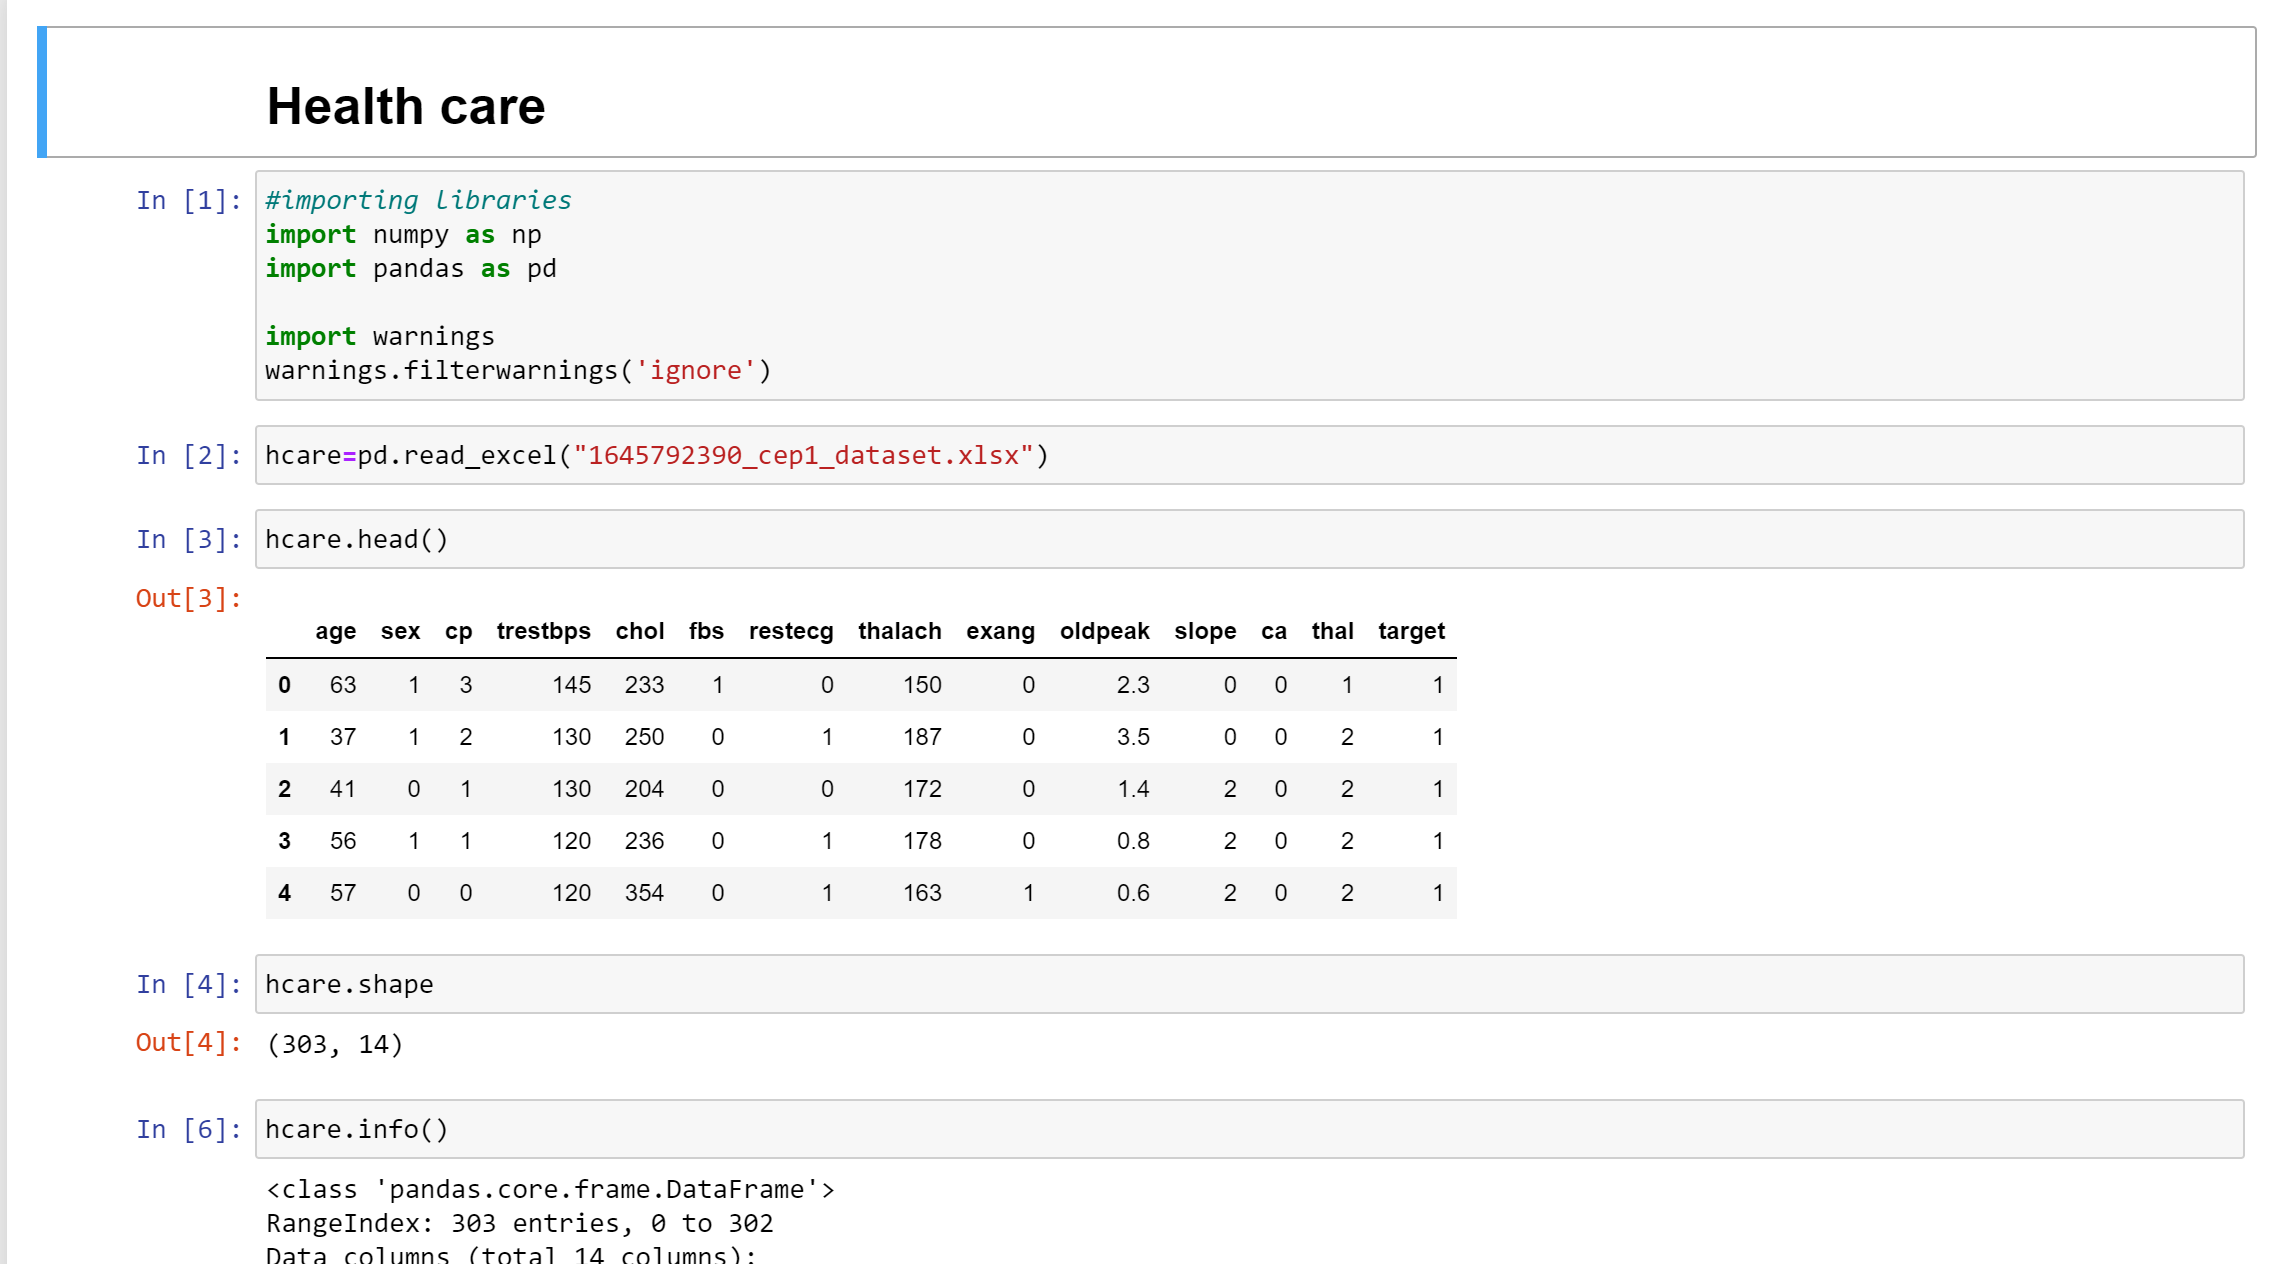 Health care
In [1]: #importing libraries
import numpy as np
import pandas as pd
import warnings
warnings.filterwarnings('ignore')
In [2]: hcare=pd.read_excel("1645792390_cep1_dataset.xlsx")
In [3]: hcare.head()
Out[3]:
age sex cp trestbps chol fbs restecg thalach exang oldpeak slope ca thal target
0 63 1 3 145 233 1 0 150 0 2.3 0 0 1 1
1 37 1 2 130 250 0 1 187 0 3.5 0 0 2 1
2 41 0 1 130 204 0 0 172 0 1.4 2 0 2 1
3 56 1 1 120 236 0 1 178 0 0.8 2 0 2 1
4 57 0 0 120 354 0 1 163 1 0.6 2 0 2 1
In [4]: hcare.shape
Out[4]: (303, 14)
In [6]: hcare.info()
<class 'pandas.core.frame.DataFrame'>
RangeIndex: 303 entries, 0 to 302
Data columns (total 14 columns):